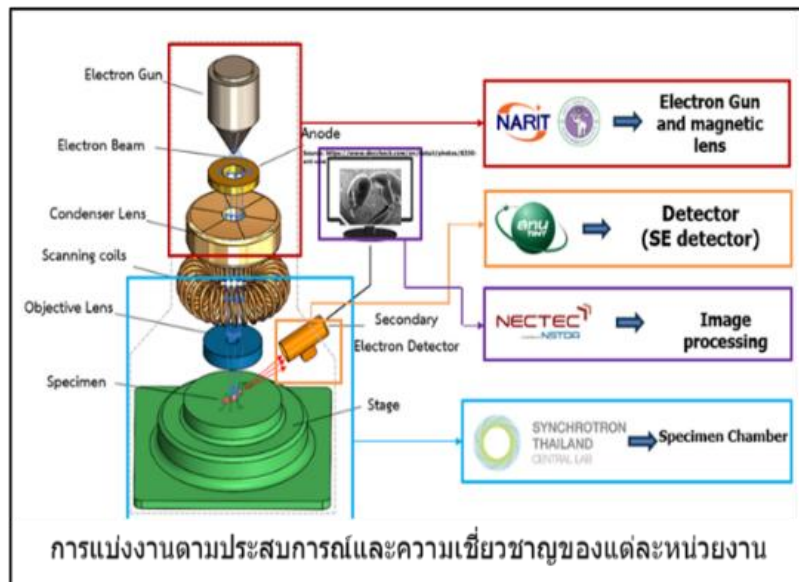 Electron Gun
Electron Beam
Anode
Condenser Lens
Scanning coils
Objective Lens
Secondary
Electron Detector
Specimen
Stage
NARIT
Electron Gun
and magnetic
lens
TINT
Detector
(SE detector)
NECTEC
a member of NSTDA
Image
processing
SYNCHROTRON
THAILAND
CENTRAL LAB
Specimen Chamber
การแบ่งงานตามประสบการณ์และความเชี่ยวชาญของแต่ละหน่วยงาน